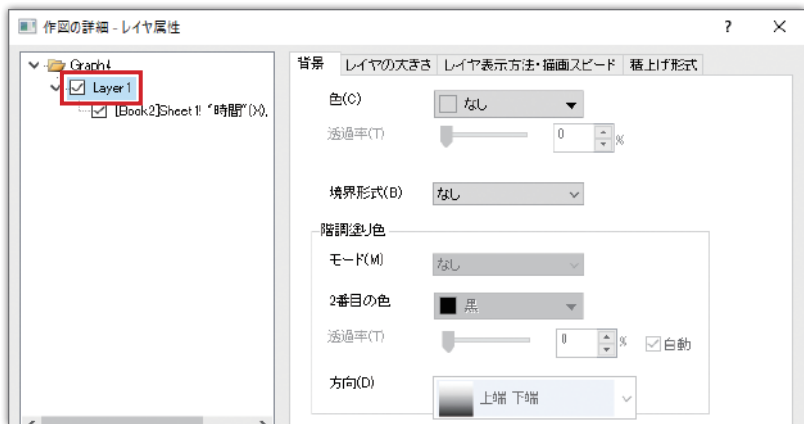 作図の詳細 - レイヤ属性
? ×
Graph4
Layer1
[Book2]Sheet1! "時間"(X),
背景 レイヤの大きさ レイヤ表示方法・描画スピード 積上げ形式
色(C) なし
透過率(T) 0 %
境界形式(B) なし
階調塗り色
モード(M) なし
2番目の色 黒
透過率(T) 0 % 自動
方向(D) 上端 下端